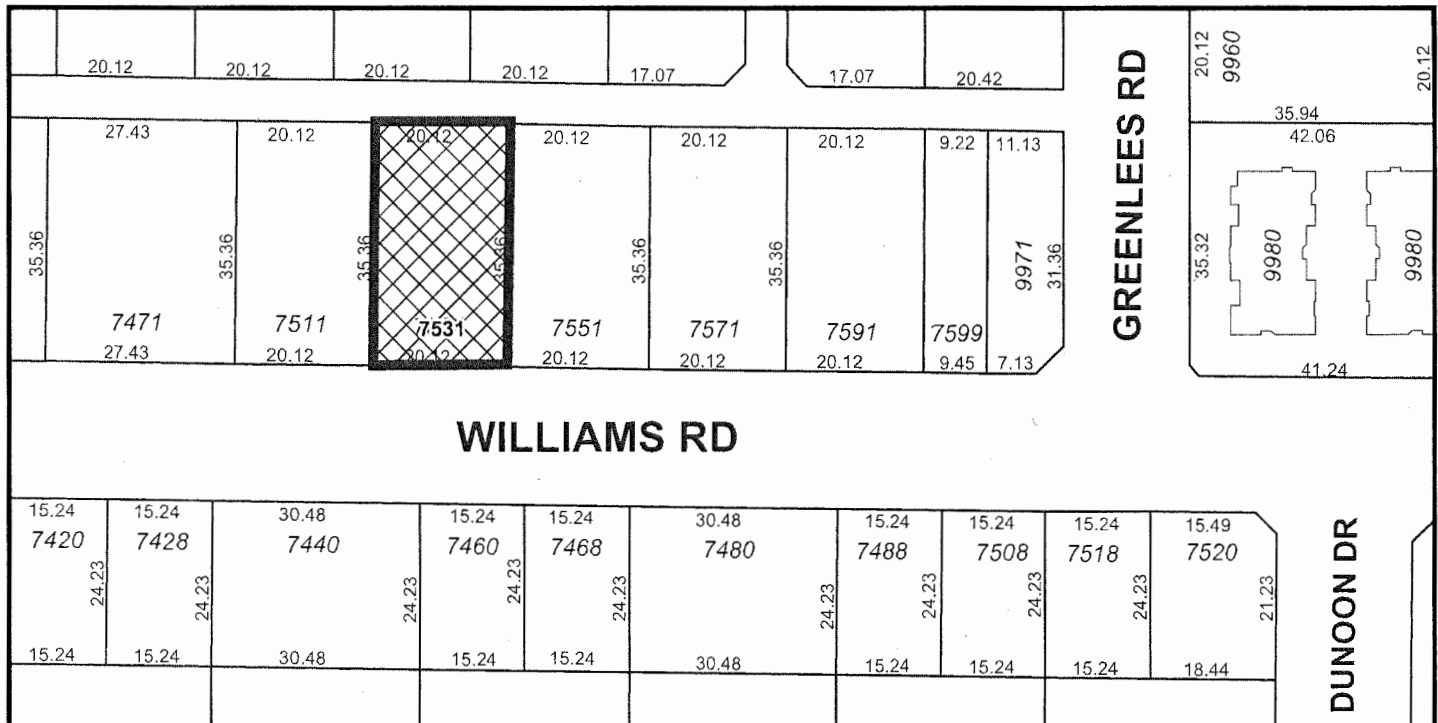 20.12 20.12 20.12 20.12 17.07 17.07 20.42
20.12 9960 20.12
35.94
27.43 20.12 20.12 20.12 20.12 20.12 9.22 11.13
42.06
35.36 35.36 35.36 35.36 35.36 35.36 9971 31.36
GREENLEES RD
35.32 9980 9980
7471 7511 7531 7551 7571 7591 7599
27.43 20.12 20.12 20.12 20.12 20.12 9.45 7.13
41.24
WILLIAMS RD
15.24 15.24 30.48 15.24 15.24 30.48 15.24 15.24 15.24 15.49
7420 7428 7440 7460 7468 7480 7488 7508 7518 7520
24.23 24.23 24.23 24.23 24.23 24.23 24.23 24.23 24.23 21.23
DUNOON DR
15.24 15.24 30.48 15.24 15.24 30.48 15.24 15.24 15.24 18.44